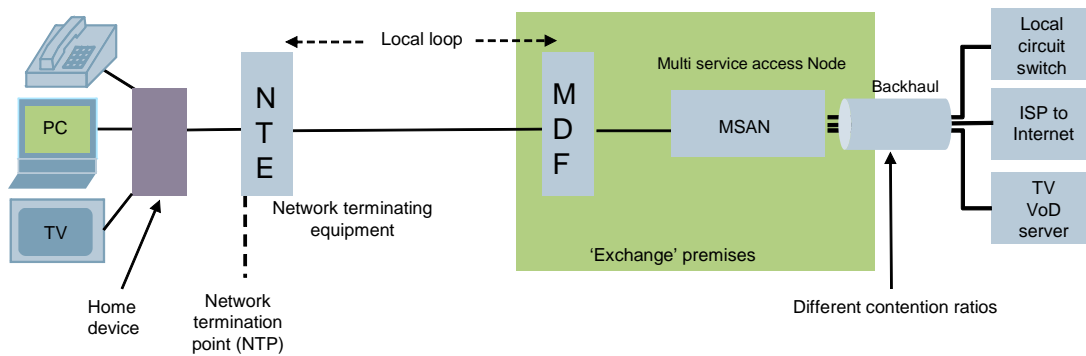 Local loop
Multi service access Node
Backhaul
Local
circuit
switch
PC
N
T
E
M
D
F
MSAN
ISP to
Internet
TV
Network terminating
equipment
TV
VoD
server
‘Exchange’ premises
Home
device
Network
termination
point (NTP)
Different contention ratios